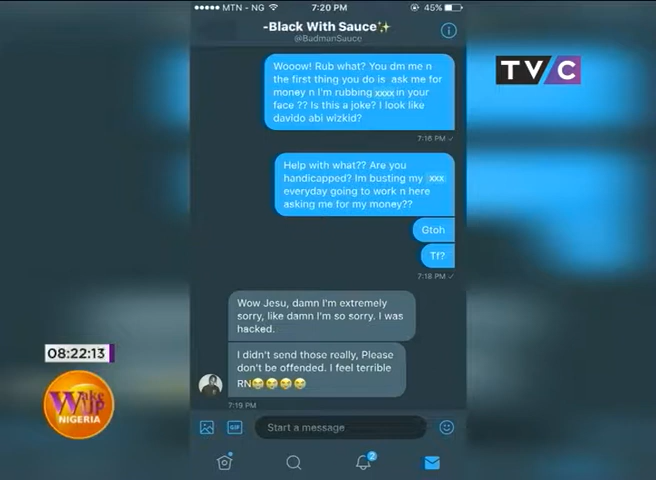 MTN - NG 7:20 PM 45%
-Black With Sauce✨
@BadmanSauce
TVC
Wooow! Rub what? You dm me n
the first thing you do is ask me for
money n I'm rubbing xxxx in your
face ?? Is this a joke? I look like
davido abi wizkid?
7:16 PM ✓
Help with what?? Are you
handicapped? Im busting my xxx
everyday going to work n here
asking me for my money??
Gtoh
Tf?
7:18 PM ✓
Wow Jesu, damn I'm extremely
sorry, like damn I'm so sorry. I was
hacked.
I didn't send those really, Please
don't be offended. I feel terrible
RN😭😭😭😭
7:19 PM
08:22:13
Wake
UP
NIGERIA
GIF
Start a message
2